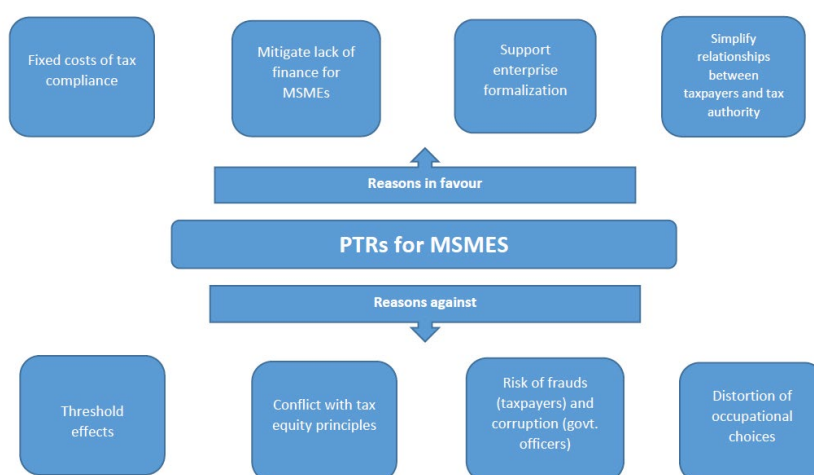 Fixed costs of tax
compliance
Mitigate lack of
finance for
MSMEs
Support
enterprise
formalization
Simplify
relationships
between
taxpayers and tax
authority
Reasons in favour
PTRs for MSMES
Reasons against
Threshold
effects
Conflict with tax
equity principles
Risk of frauds
(taxpayers) and
corruption (govt.
officers)
Distortion of
occupational
choices